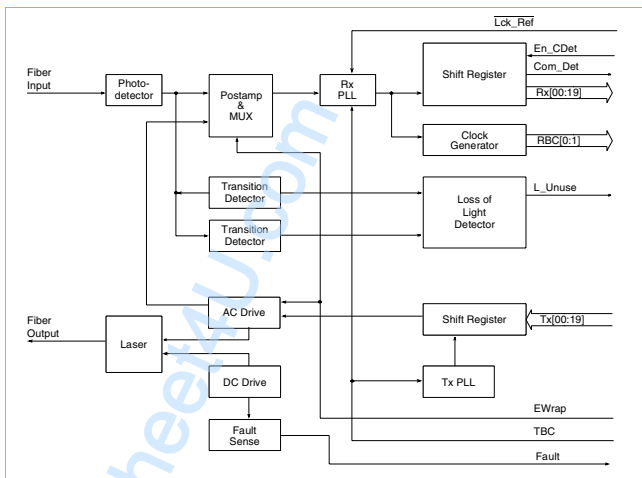 Lck_Ref
En_CDet
Com_Det
Rx[00:19]
Fiber
Input
Photo-
detector
Postamp
&
MUX
Rx
PLL
Shift Register
Clock
Generator
RBC[0:1]
Transition
Detector
Transition
Detector
Loss of
Light
Detector
L_Unuse
Fiber
Output
Laser
AC Drive
Shift Register
Tx[00:19]
DC Drive
Tx PLL
Fault
Sense
EWrap
TBC
Fault
heet4U.com